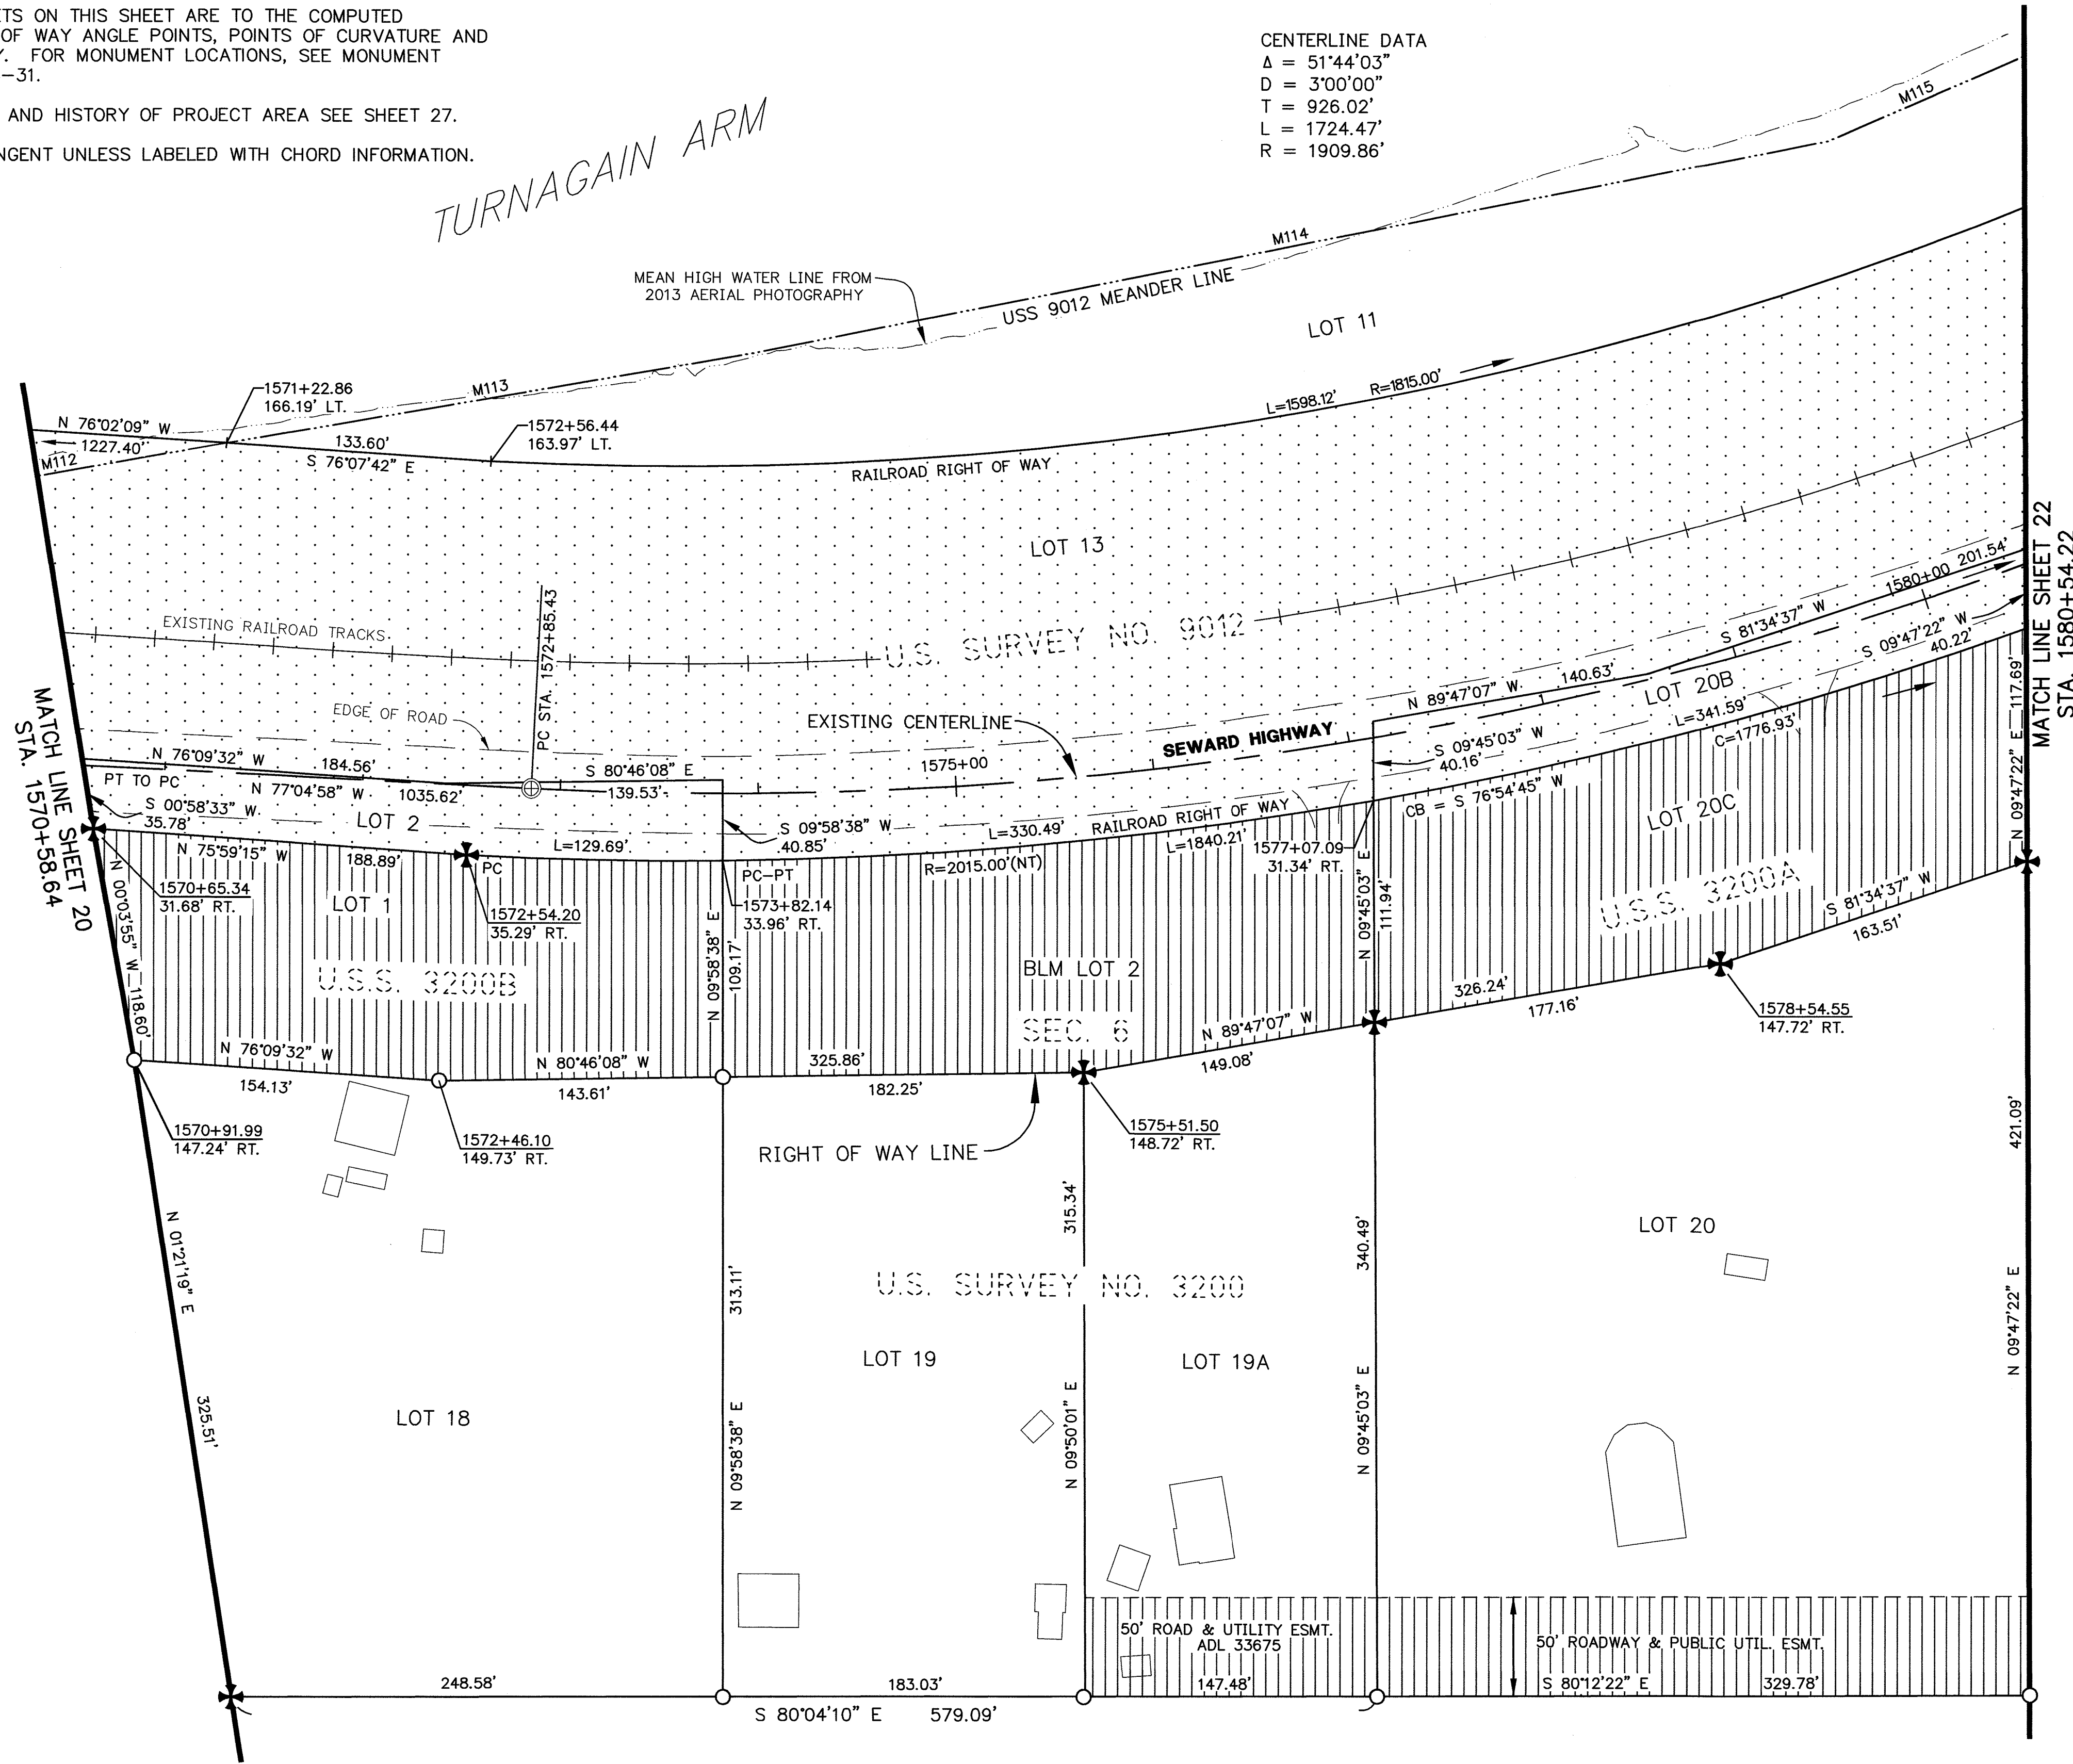 TS ON THIS SHEET ARE TO THE COMPUTED
OF WAY ANGLE POINTS, POINTS OF CURVATURE AND
. FOR MONUMENT LOCATIONS, SEE MONUMENT
-31.
AND HISTORY OF PROJECT AREA SEE SHEET 27.
NGENT UNLESS LABELED WITH CHORD INFORMATION.
CENTERLINE DATA
Δ = 51°44'03"
D = 3°00'00"
T = 926.02'
L = 1724.47'
R = 1909.86'
TURNAGAIN ARM
M115
M114
MEAN HIGH WATER LINE FROM
2013 AERIAL PHOTOGRAPHY
USS 9012 MEANDER LINE
LOT 11
1571+22.86
166.19' LT.
M113
1572+56.44
163.97' LT.
N 76°02'09" W
1227.40'
M112
133.60'
S 76°07'42" E
L=1598.12'
R=1815.00'
RAILROAD RIGHT OF WAY
LOT 13
EXISTING RAILROAD TRACKS
U.S. SURVEY NO. 9012
PC STA. 1572+85.43
EDGE OF ROAD
EXISTING CENTERLINE
SEWARD HIGHWAY
MATCH LINE SHEET 20
STA. 1570+58.64
MATCH LINE SHEET 22
STA. 1580+54.22
N 76°09'32" W
184.56'
PT TO PC
N 77°04'58" W
1035.62'
S 80°46'08" E
139.53'
1575+00
N 89°47'07" W
140.63'
S 81°34'37" W
1580+00
201.54'
S 09°47'22" W
40.22'
LOT 20B
S 09°45'03" W
40.16'
L=341.59'
C=1776.93'
CB = S 76°54'45" W
S 00°58'33" W
35.78'
LOT 2
S 09°58'38" W
40.85'
L=330.49'
RAILROAD RIGHT OF WAY
L=1840.21'
1577+07.09
31.34' RT.
N 75°59'15" W
188.89'
PC
L=129.69'
PC-PT
R=2015.00'(NT)
LOT 20C
N 09°47'22" E 117.69'
1570+65.34
31.68' RT.
LOT 1
1572+54.20
35.29' RT.
1573+82.14
33.96' RT.
N 00°03'55" W 118.60'
U.S.S. 3200B
N 09°58'38" E
109.17'
BLM LOT 2
SEC. 6
N 09°45'03" E
111.94'
U.S.S. 3200A
S 81°34'37" W
163.51'
N 76°09'32" W
154.13'
N 80°46'08" W
143.61'
325.86'
182.25'
N 89°47'07" W
149.08'
326.24'
177.16'
1578+54.55
147.72' RT.
1570+91.99
147.24' RT.
1572+46.10
149.73' RT.
RIGHT OF WAY LINE
1575+51.50
148.72' RT.
N 01°21'19" E
325.51'
313.11'
N 09°58'38" E
315.34'
N 09°50'01" E
340.49'
N 09°45'03" E
421.09'
N 09°47'22" E
LOT 20
U.S. SURVEY NO. 3200
LOT 19
LOT 19A
LOT 18
50' ROAD & UTILITY ESMT.
ADL 33675
50' ROADWAY & PUBLIC UTIL. ESMT.
248.58'
183.03'
147.48'
S 80°12'22" E
329.78'
S 80°04'10" E 579.09'